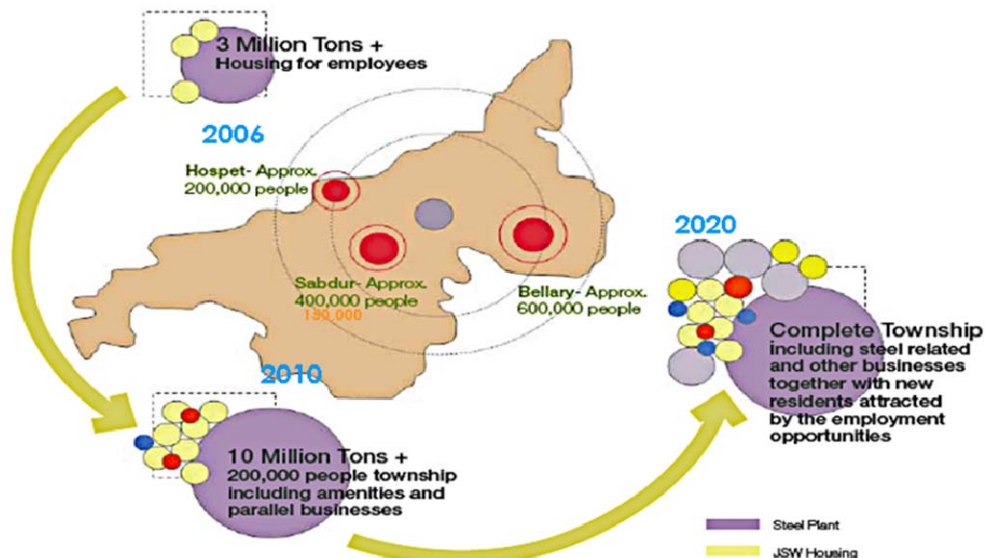 3 Million Tons +
Housing for employees
2006
Hospet- Approx.
200,000 people
2020
Sabdur- Approx.
400,000 people
150,000
Bellary- Approx.
600,000 people
Complete Township
including steel related
and other businesses
together with new
residents attracted
by the employment
opportunities
2010
10 Million Tons +
200,000 people township
including amenities and
parallel businesses
Steel Plant
JSW Housing